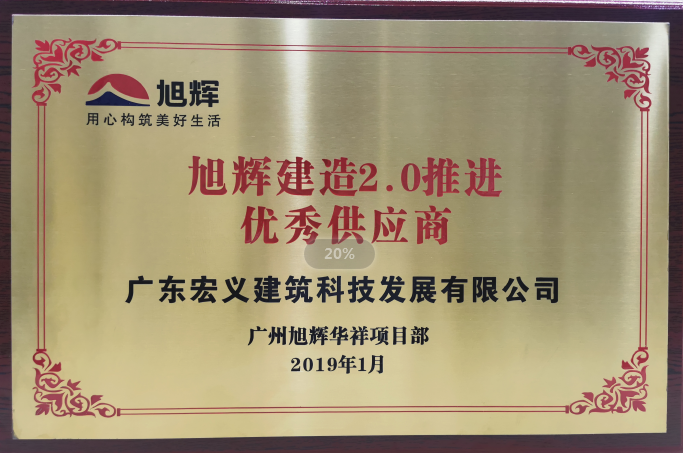 旭辉
用心构筑美好生活
旭辉建造2.0推进
优秀供应商
20%
广东宏义建筑科技发展有限公司
广州旭辉华祥项目部
2019年1月